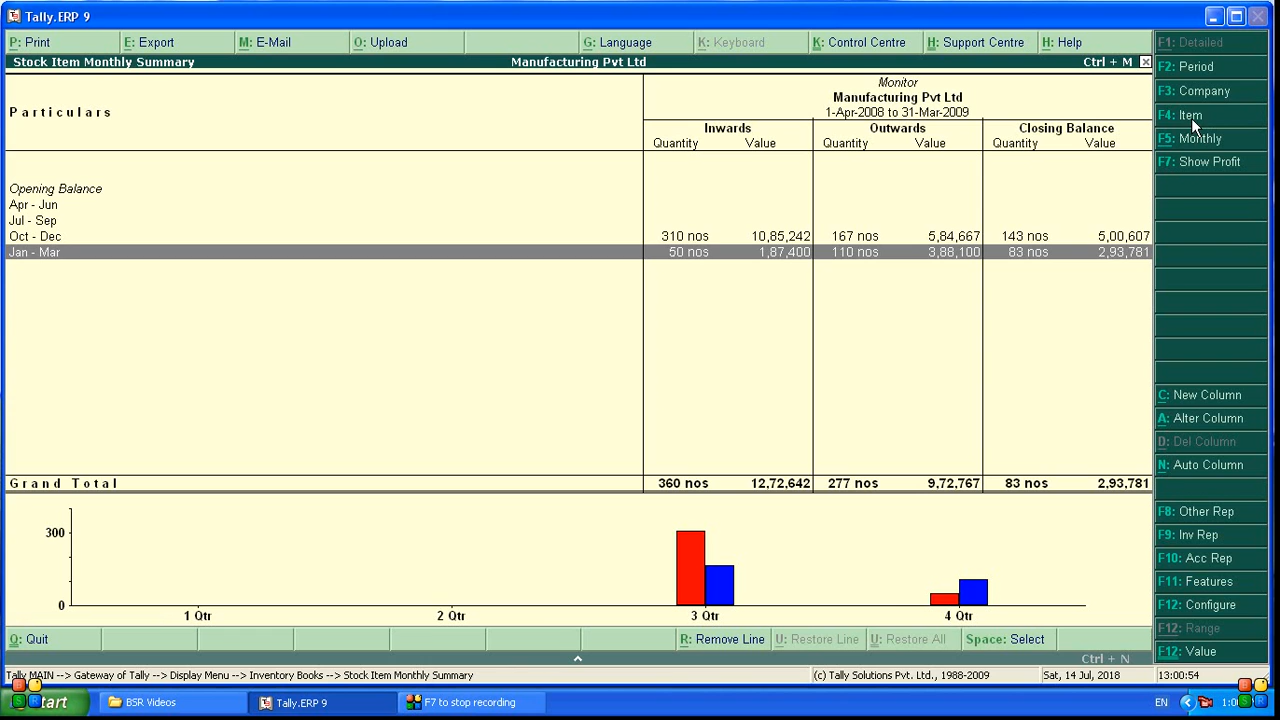 Tally.ERP 9
P: Print E: Export M: E-Mail O: Upload G: Language K: Keyboard K: Control Centre H: Support Centre H: Help
Stock Item Monthly Summary Manufacturing Pvt Ltd Ctrl + M
Particulars
Monitor
Manufacturing Pvt Ltd
1-Apr-2008 to 31-Mar-2009
Inwards Outwards Closing Balance
Quantity Value Quantity Value Quantity Value
Opening Balance
Apr - Jun
Jul - Sep
Oct - Dec 310 nos 10,85,242 167 nos 5,84,667 143 nos 5,00,607
Jan - Mar 50 nos 1,87,400 110 nos 3,88,100 83 nos 2,93,781
Grand Total 360 nos 12,72,642 277 nos 9,72,767 83 nos 2,93,781
300
0
1 Qtr 2 Qtr 3 Qtr 4 Qtr
Q: Quit R: Remove Line U: Restore Line U: Restore All Space: Select
Ctrl + N
F1: Detailed
F2: Period
F3: Company
F4: Item
F5: Monthly
F7: Show Profit
C: New Column
A: Alter Column
D: Del Column
N: Auto Column
F8: Other Rep
F9: Inv Rep
F10: Acc Rep
F11: Features
F12: Configure
F12: Range
F12: Value
Tally MAIN --> Gateway of Tally --> Display Menu --> Inventory Books --> Stock Item Monthly Summary (c) Tally Solutions Pvt. Ltd., 1988-2009 Sat, 14 Jul, 2018 13:00:54
BSR Videos Tally.ERP 9 F7 to stop recording EN